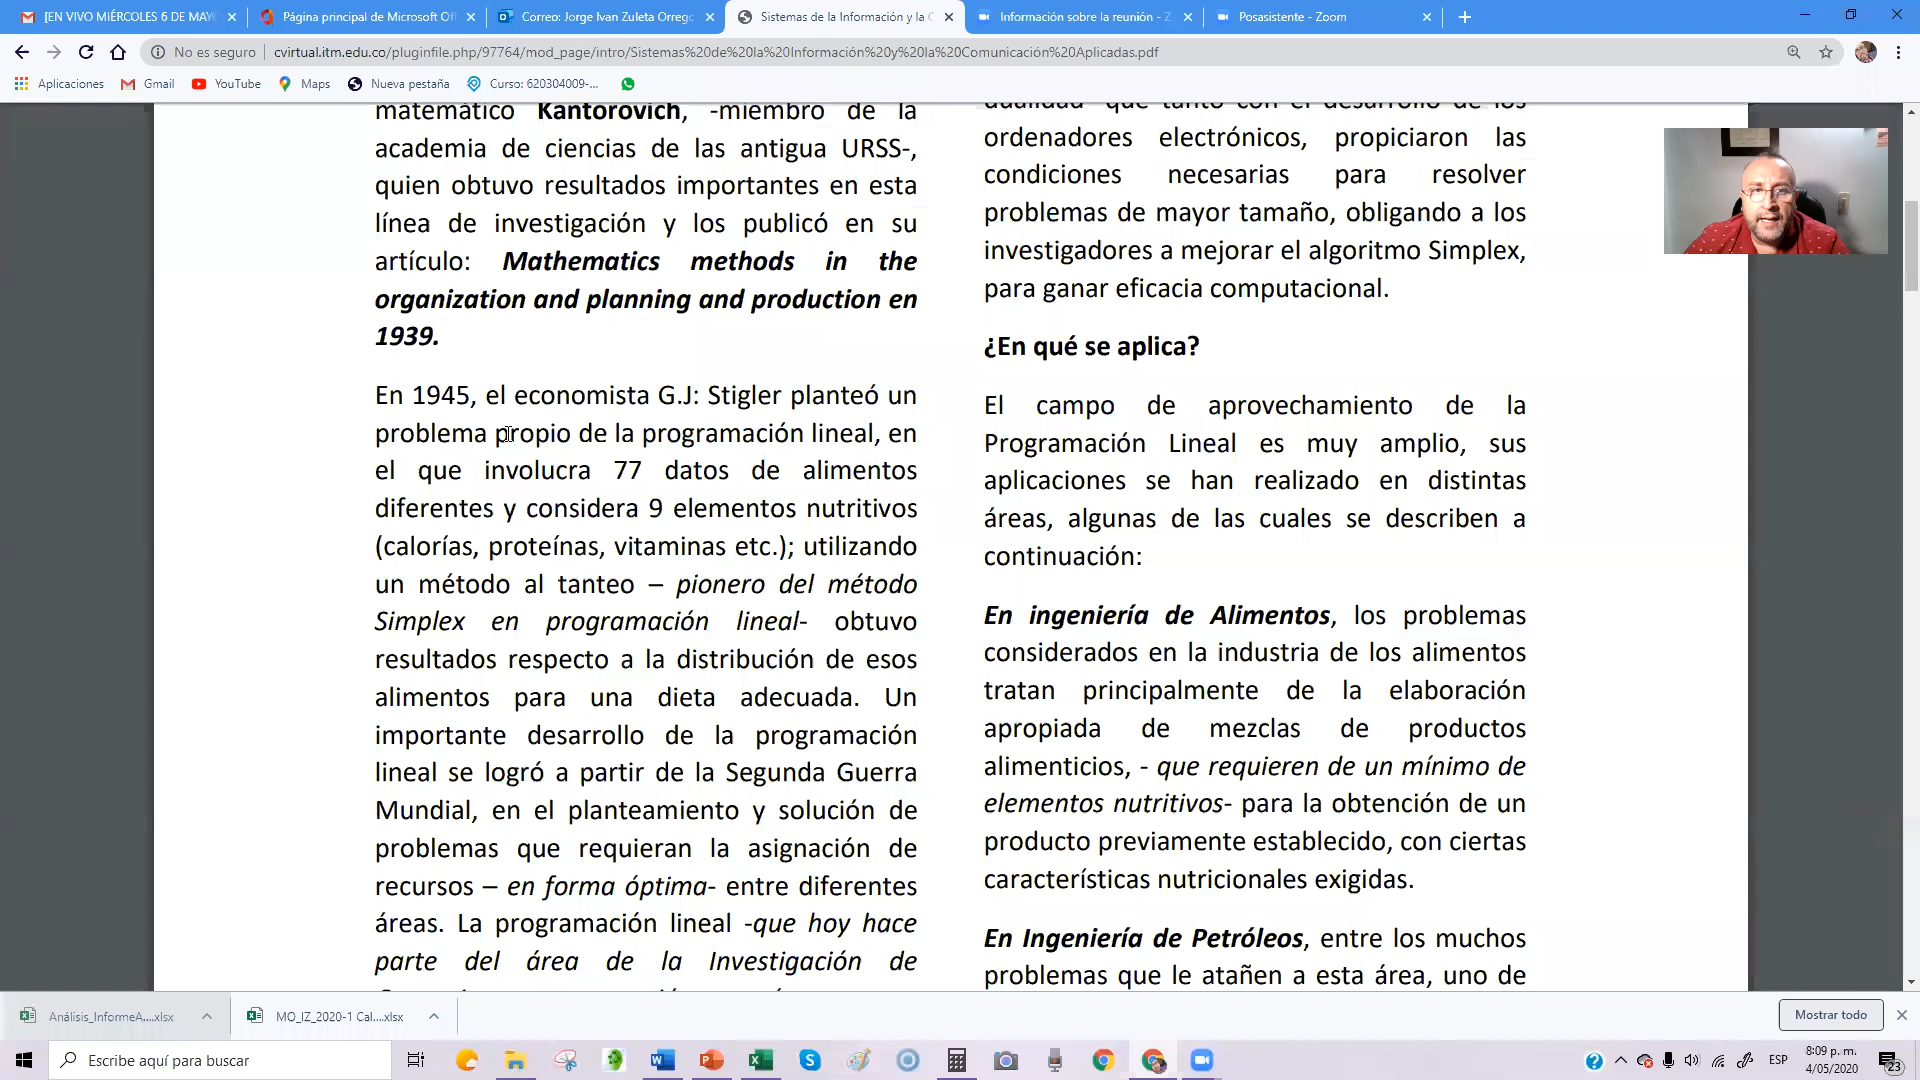 [EN VIVO MIÉRCOLES 6 DE MAY
Página principal de Microsoft Of
Correo: Jorge Ivan Zuleta Orreg
Sistemas de la Información y la C
Información sobre la reunión - Z
Posasistente - Zoom
No es seguro
cvirtual.itm.edu.co/pluginfile.php/97764/mod_page/intro/Sistemas%20de%20la%20Información%20y%20la%20Comunicación%20Aplicadas.pdf
Aplicaciones
Gmail
YouTube
Maps
Nueva pestaña
Curso: 620304009-...
matemático Kantorovich, -miembro de la
academia de ciencias de las antigua URSS-,
quien obtuvo resultados importantes en esta
línea de investigación y los publicó en su
artículo: Mathematics methods in the
organization and planning and production en
1939.
En 1945, el economista G.J: Stigler planteó un
problema propio de la programación lineal, en
el que involucra 77 datos de alimentos
diferentes y considera 9 elementos nutritivos
(calorías, proteínas, vitaminas etc.); utilizando
un método al tanteo – pionero del método
Simplex en programación lineal- obtuvo
resultados respecto a la distribución de esos
alimentos para una dieta adecuada. Un
importante desarrollo de la programación
lineal se logró a partir de la Segunda Guerra
Mundial, en el planteamiento y solución de
problemas que requieran la asignación de
recursos – en forma óptima- entre diferentes
áreas. La programación lineal -que hoy hace
parte del área de la Investigación de
dualidad que tanto con el desarrollo de los
ordenadores electrónicos, propiciaron las
condiciones necesarias para resolver
problemas de mayor tamaño, obligando a los
investigadores a mejorar el algoritmo Simplex,
para ganar eficacia computacional.
¿En qué se aplica?
El campo de aprovechamiento de la
Programación Lineal es muy amplio, sus
aplicaciones se han realizado en distintas
áreas, algunas de las cuales se describen a
continuación:
En ingeniería de Alimentos, los problemas
considerados en la industria de los alimentos
tratan principalmente de la elaboración
apropiada de mezclas de productos
alimenticios, - que requieren de un mínimo de
elementos nutritivos- para la obtención de un
producto previamente establecido, con ciertas
características nutricionales exigidas.
En Ingeniería de Petróleos, entre los muchos
problemas que le atañen a esta área, uno de
Análisis_InformeA....xlsx
MO_IZ_2020-1 Cal....xlsx
Mostrar todo
Escribe aquí para buscar
ESP
8:09 p. m.
4/05/2020
23